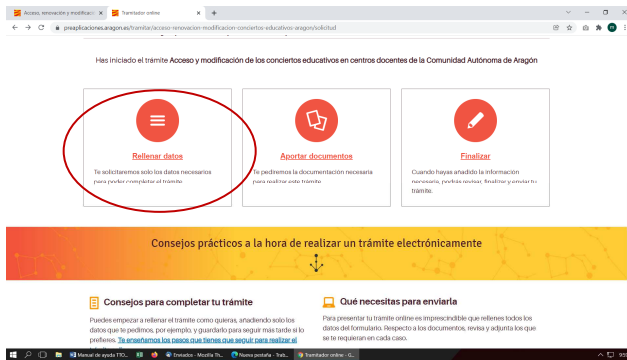 Acceso, renovación y modificaci
Tramitador online
preaplicaciones.aragon.es/tramitar/acceso-renovacion-modificacion-conciertos-educativos-aragon/solicitud
Has iniciado el trámite Acceso y modificación de los conciertos educativos en centros docentes de la Comunidad Autónoma de Aragón
Rellenar datos
Te solicitaremos solo los datos necesarios
para poder completar el trámite.
Aportar documentos
Te pediremos la documentación necesaria
para realizar este trámite.
Finalizar
Cuando hayas añadido la información
necesaria, podrás revisar, finalizar y enviar tu
trámite.
Consejos prácticos a la hora de realizar un trámite electrónicamente
Consejos para completar tu trámite
Puedes empezar a rellenar el trámite como quieras, añadiendo solo los
datos que te pedimos, por ejemplo, y guardarlo para seguir mas tarde si lo
prefieres. Te enseñamos los pasos que tienes que seguir para realizar el
Qué necesitas para enviarla
Para presentar tu trámite online es imprescindible que rellenes todos los
datos del formulario. Respecto a los documentos, revisa y adjunta los que
se te requieran en cada caso.
Manual de ayuda TTO...
Enviados - Mozilla Th...
Nueva pestaña - Trab...
Tramitador online - G...